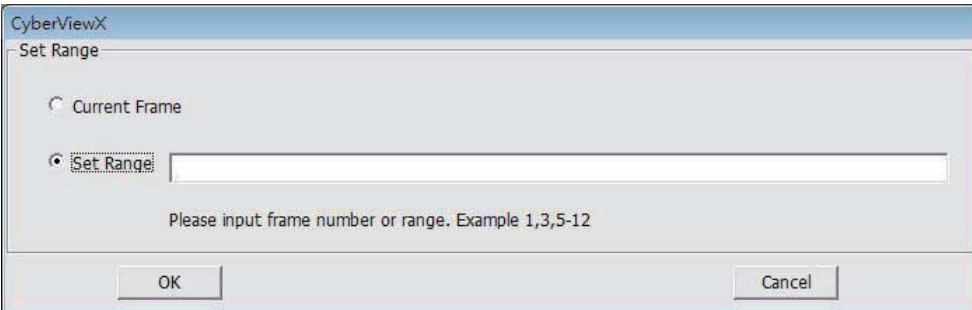 CyberViewX
Set Range
Current Frame
Set Range
Please input frame number or range. Example 1,3,5-12
OK Cancel